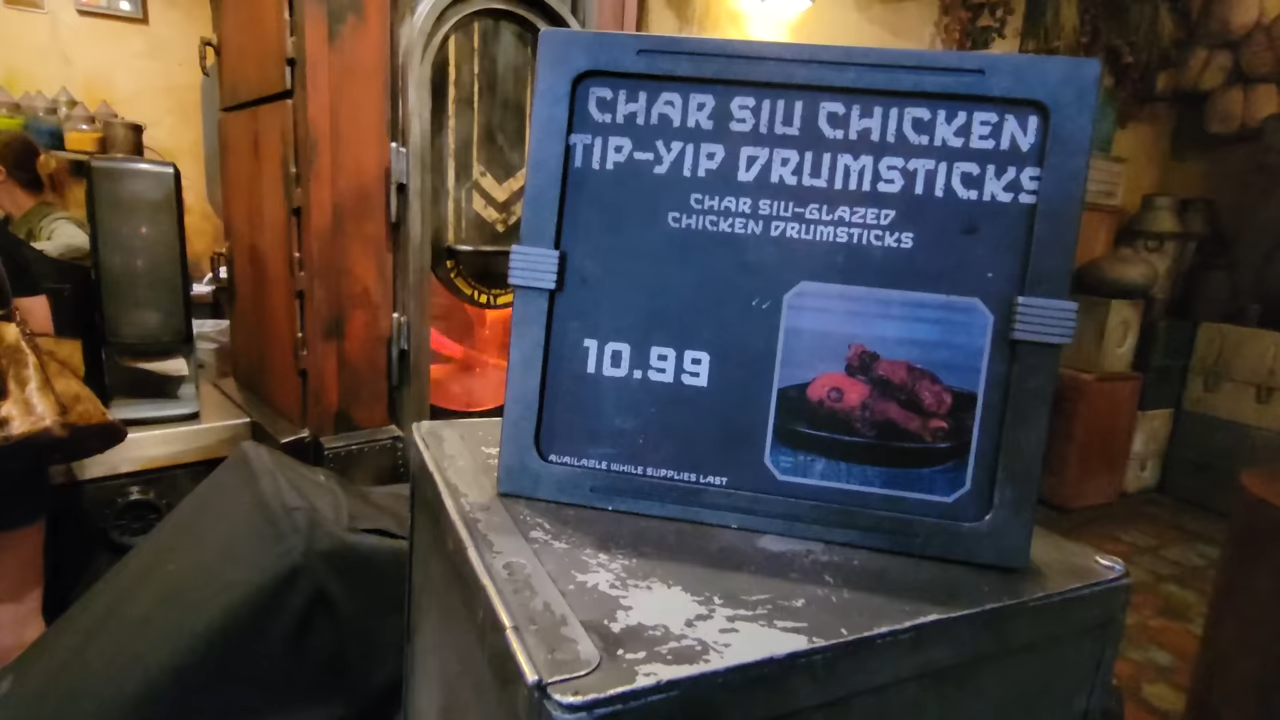 CHAR SIU CHICKEN
TIP-YIP DRUMSTICKS
CHAR SIU-GLAZED
CHICKEN DRUMSTICKS
10.99
AVAILABLE WHILE SUPPLIES LAST